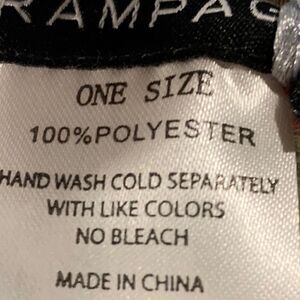 RAMPAG
ONE SIZE
100%POLYESTER
HAND WASH COLD SEPARATELY
WITH LIKE COLORS
NO BLEACH
MADE IN CHINA